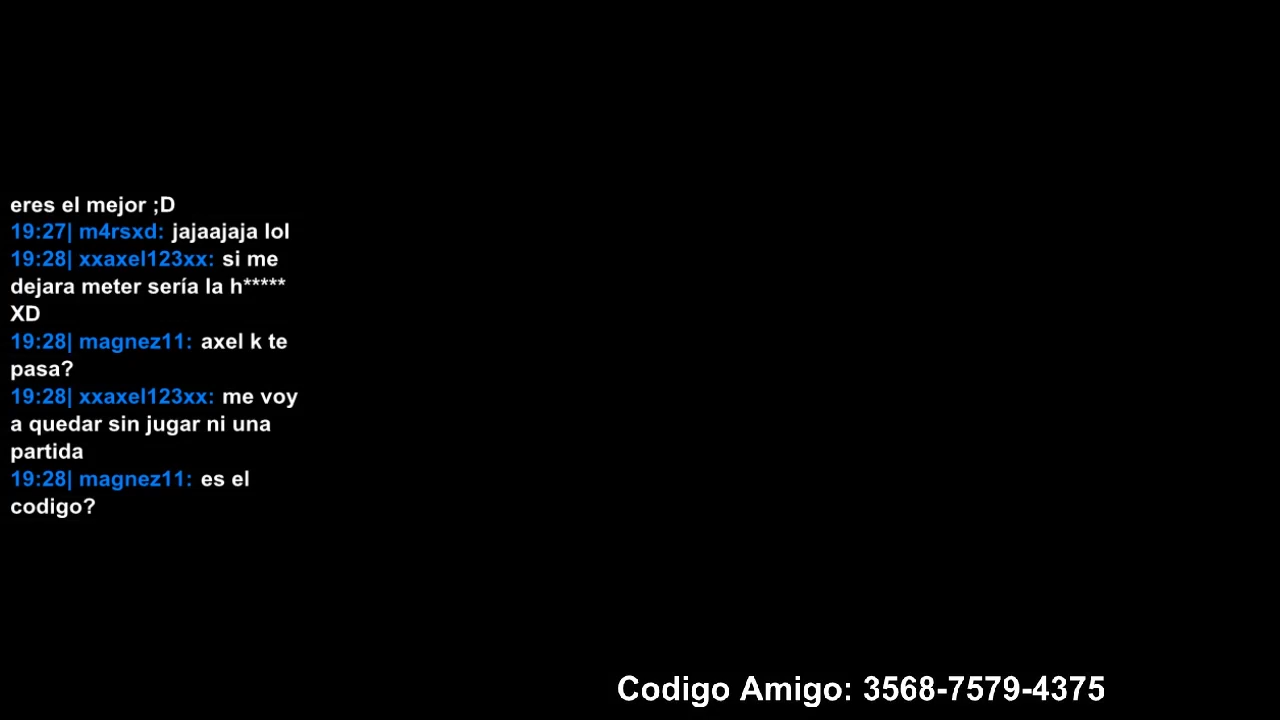 eres el mejor ;D
19:27| m4rsxd: jajaajaja lol
19:28| xxaxel123xx: si me
dejara meter sería la h*****
XD
19:28| magnez11: axel k te
pasa?
19:28| xxaxel123xx: me voy
a quedar sin jugar ni una
partida
19:28| magnez11: es el
codigo?
Codigo Amigo: 3568-7579-4375